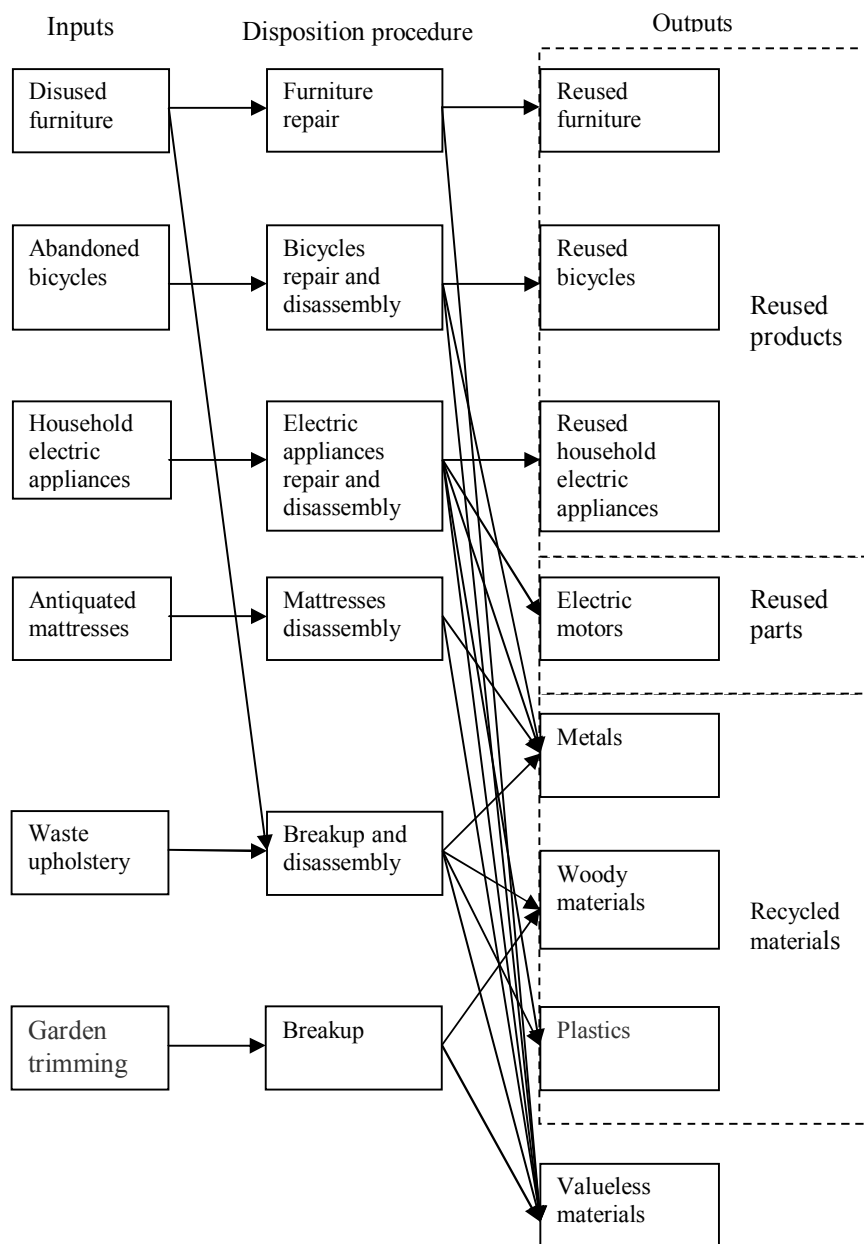 Inputs
Disposition procedure
Outputs
Disused
furniture
Furniture
repair
Reused
furniture
Abandoned
bicycles
Bicycles
repair and
disassembly
Reused
bicycles
Reused
products
Household
electric
appliances
Electric
appliances
repair and
disassembly
Reused
household
electric
appliances
Antiquated
mattresses
Mattresses
disassembly
Electric
motors
Reused
parts
Metals
Waste
upholstery
Breakup and
disassembly
Woody
materials
Recycled
materials
Garden
trimming
Breakup
Plastics
Valueless
materials